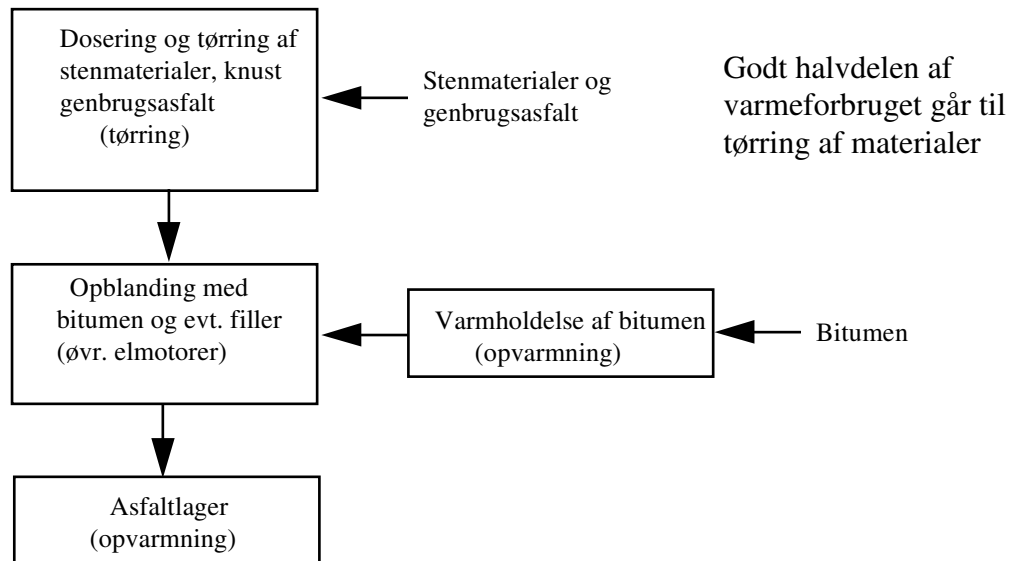 Dosering og tørring af
stenmaterialer, knust
genbrugsasfalt
(tørring)
Stenmaterialer og
genbrugsasfalt
Godt halvdelen af
varmeforbruget går til
tørring af materialer
Opblanding med
bitumen og evt. filler
(øvr. elmotorer)
Varmholdelse af bitumen
(opvarmning)
Bitumen
Asfaltlager
(opvarmning)